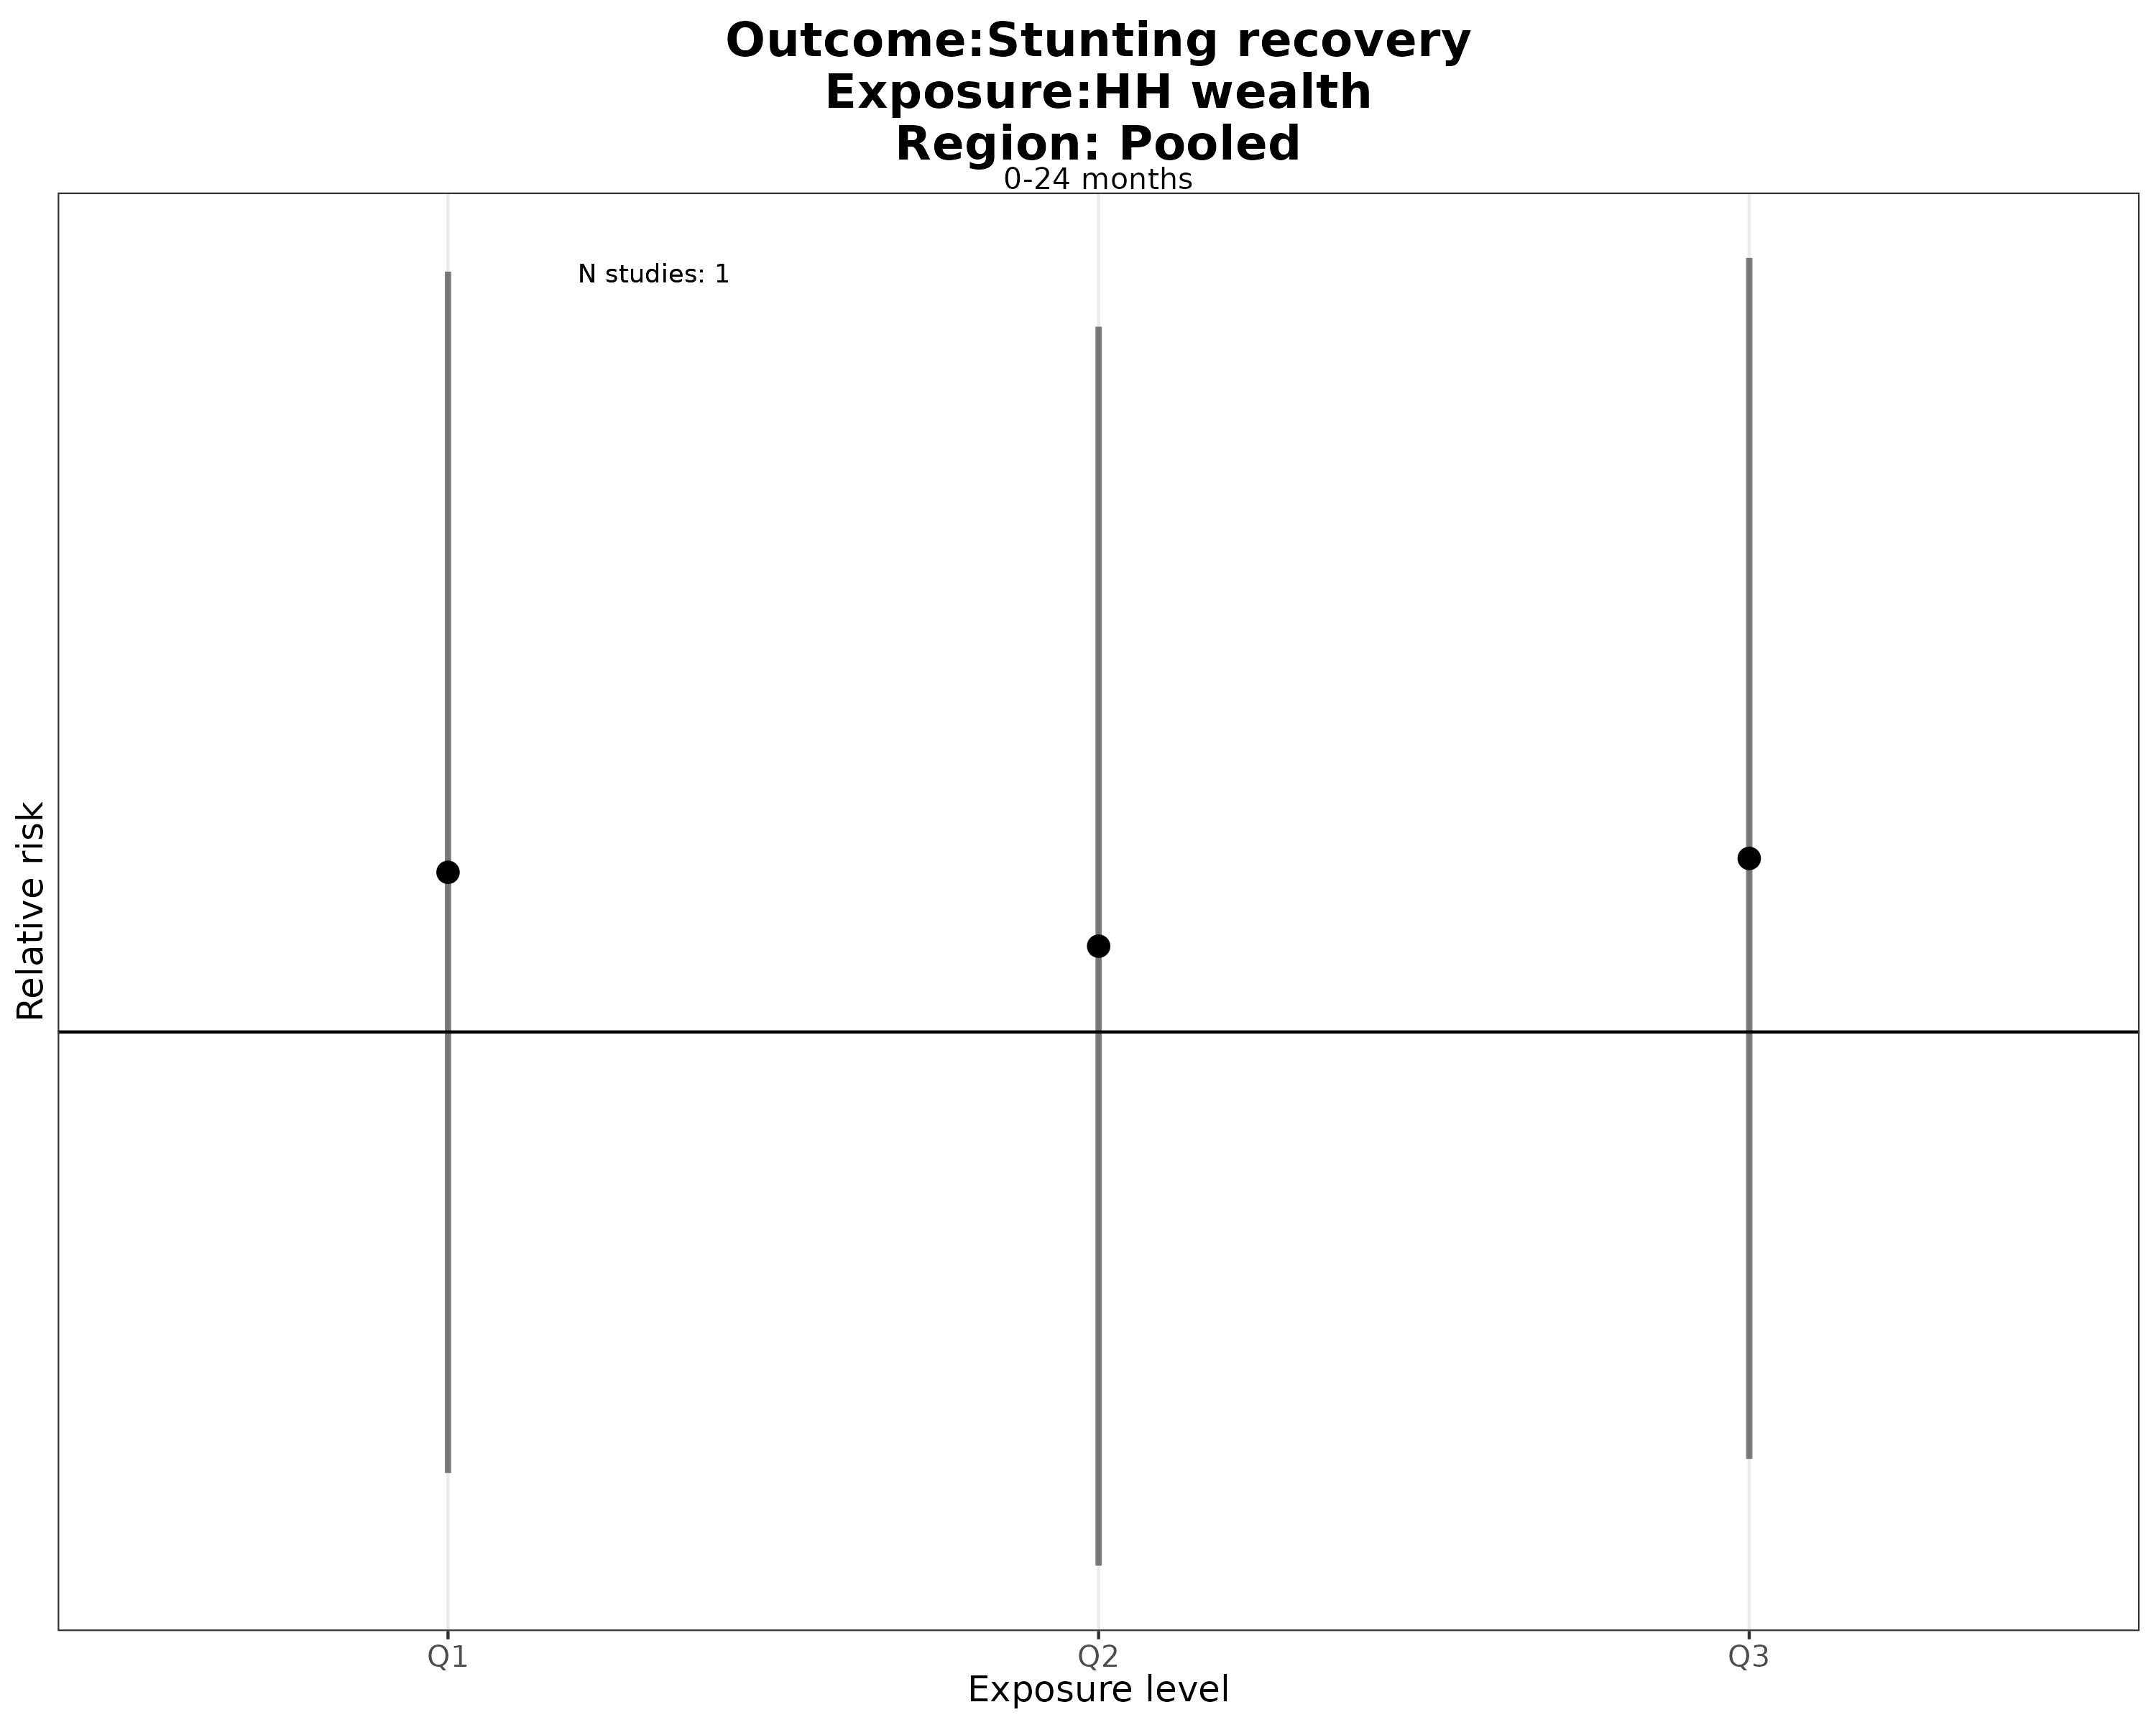 Outcome:Stunting recovery
Exposure:HH wealth
Region: Pooled
0-24 months
N studies: 1
Relative risk
Q1 Q2 Q3
Exposure level